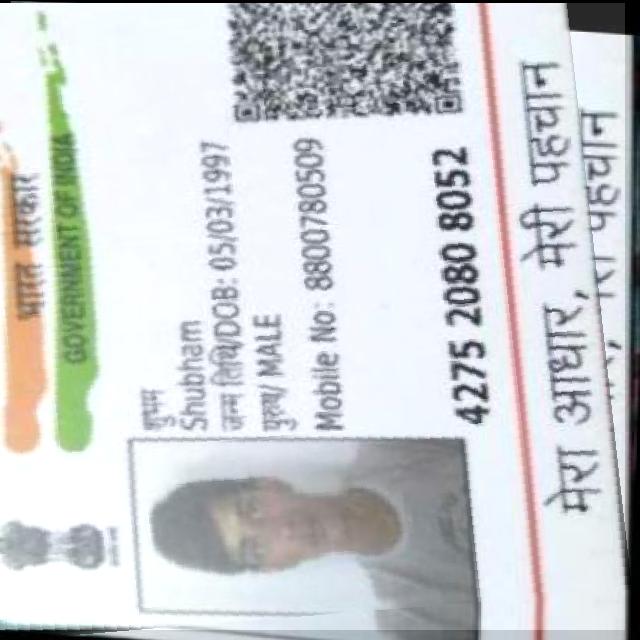 भारत सरकार
GOVERNMENT OF INDIA
शुभम
Shubham
जन्म तिथि/DOB: 05/03/1997
पुरुष/ MALE
Mobile No: 8800780509
4275 2080 8052
मेरा आधार, मेरी पहचान
पहचान